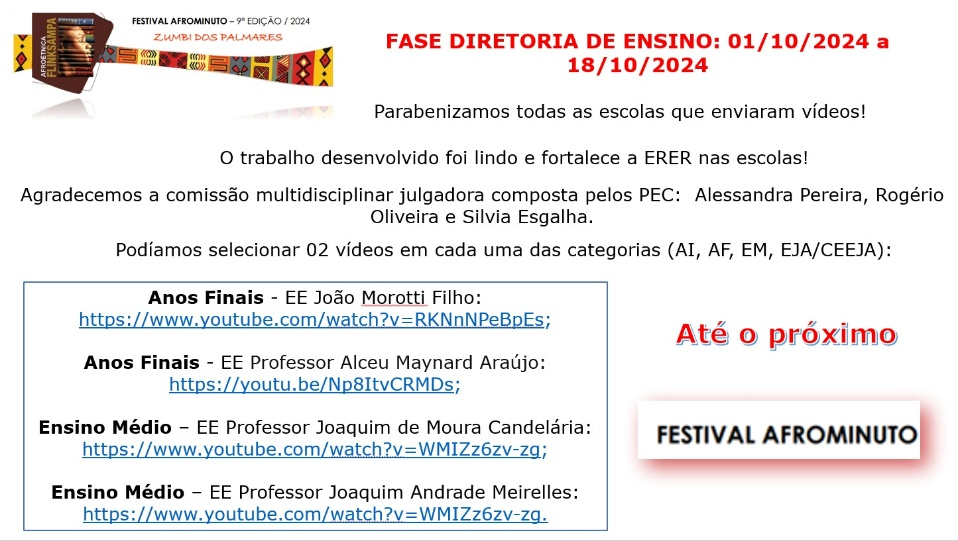 FESTIVAL AFROMINUTO – 9ª EDIÇÃO / 2024
ZUMBI DOS PALMARES
AFROÉTNICA
FLINKSAMPA
FASE DIRETORIA DE ENSINO: 01/10/2024 a
18/10/2024
Parabenizamos todas as escolas que enviaram vídeos!
O trabalho desenvolvido foi lindo e fortalece a ERER nas escolas!
Agradecemos a comissão multidisciplinar julgadora composta pelos PEC: Alessandra Pereira, Rogério
Oliveira e Silvia Esgalha.
Podíamos selecionar 02 vídeos em cada uma das categorias (AI, AF, EM, EJA/CEEJA):
Anos Finais - EE João Morotti Filho:
https://www.youtube.com/watch?v=RKNnNPeBpEs;
Anos Finais - EE Professor Alceu Maynard Araújo:
https://youtu.be/Np8ItvCRMDs;
Ensino Médio – EE Professor Joaquim de Moura Candelária:
https://www.youtube.com/watch?v=WMIZz6zv-zg;
Ensino Médio – EE Professor Joaquim Andrade Meirelles:
https://www.youtube.com/watch?v=WMIZz6zv-zg.
Até o próximo
FESTIVAL AFROMINUTO